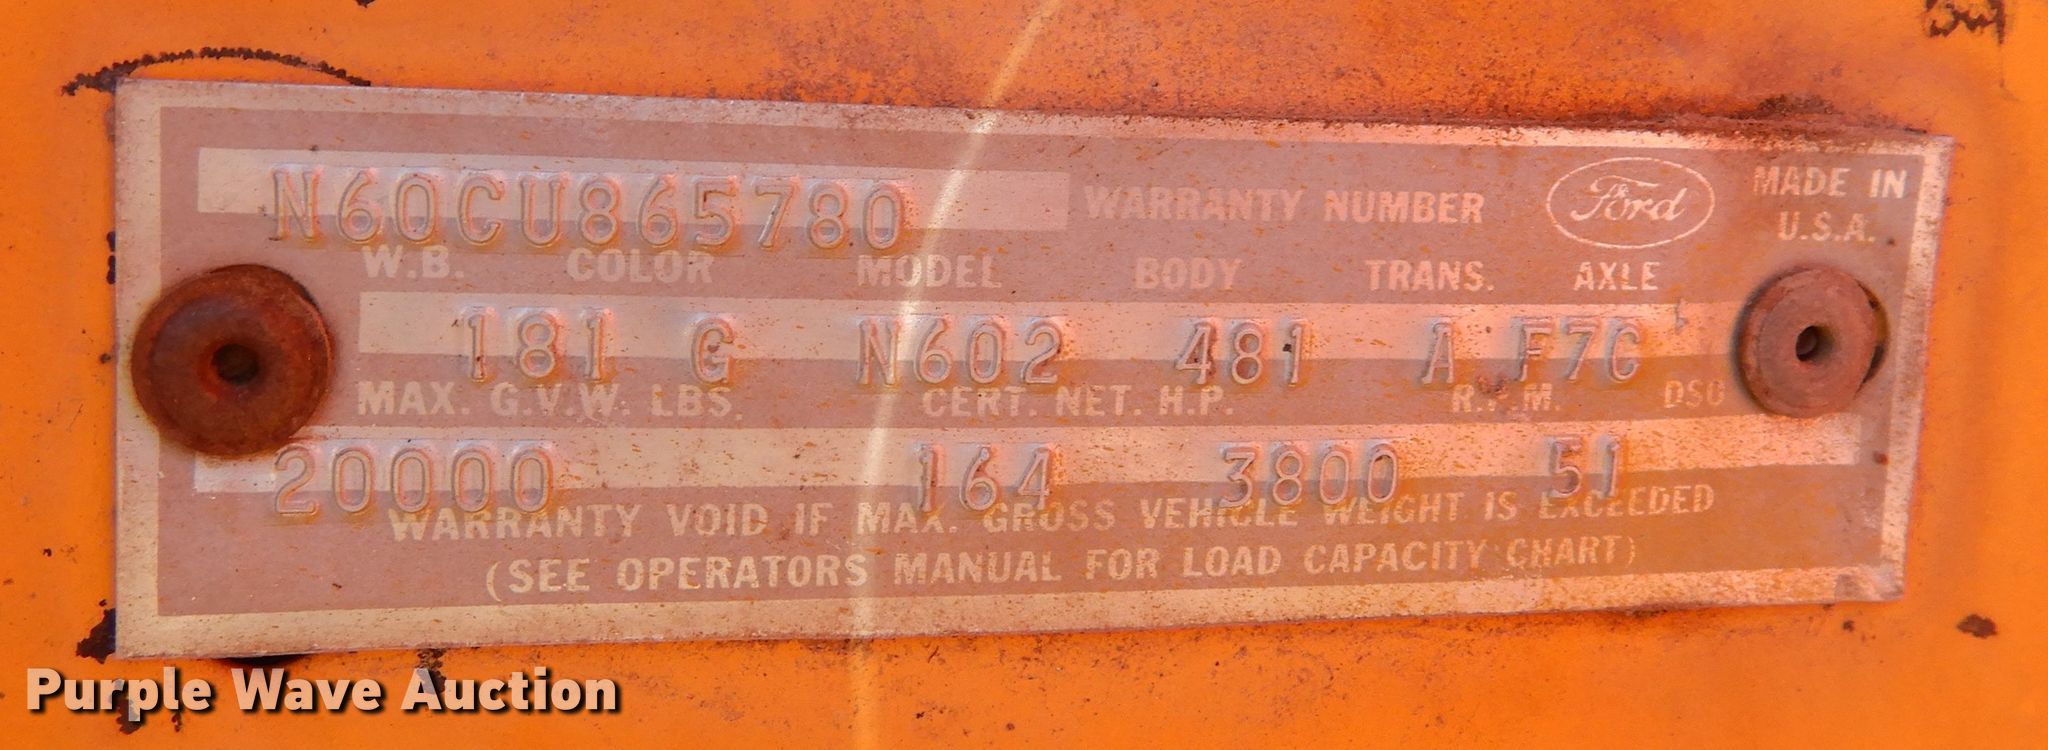 N60CU865780 WARRANTY NUMBER Ford MADE IN U.S.A.
W.B. COLOR MODEL BODY TRANS. AXLE
181 G N602 481 A F7C
MAX. G.V.W. LBS. CERT. NET. H.P. R.P.M. DSO
20000 164 3800 51
WARRANTY VOID IF MAX. GROSS VEHICLE WEIGHT IS EXCEEDED
(SEE OPERATORS MANUAL FOR LOAD CAPACITY CHART)
Purple Wave Auction